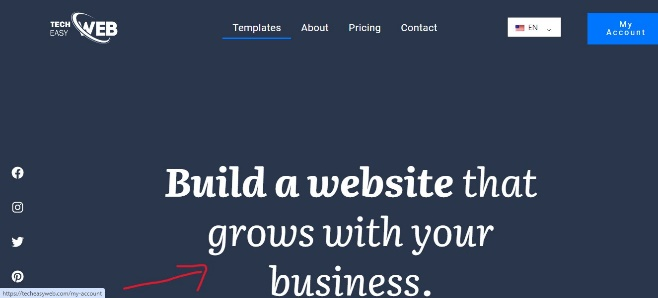 TECH
EASY
WEB
Templates
About
Pricing
Contact
EN
My
Account
Build a website that
grows with your
business.
https://techeasyweb.com/my-account